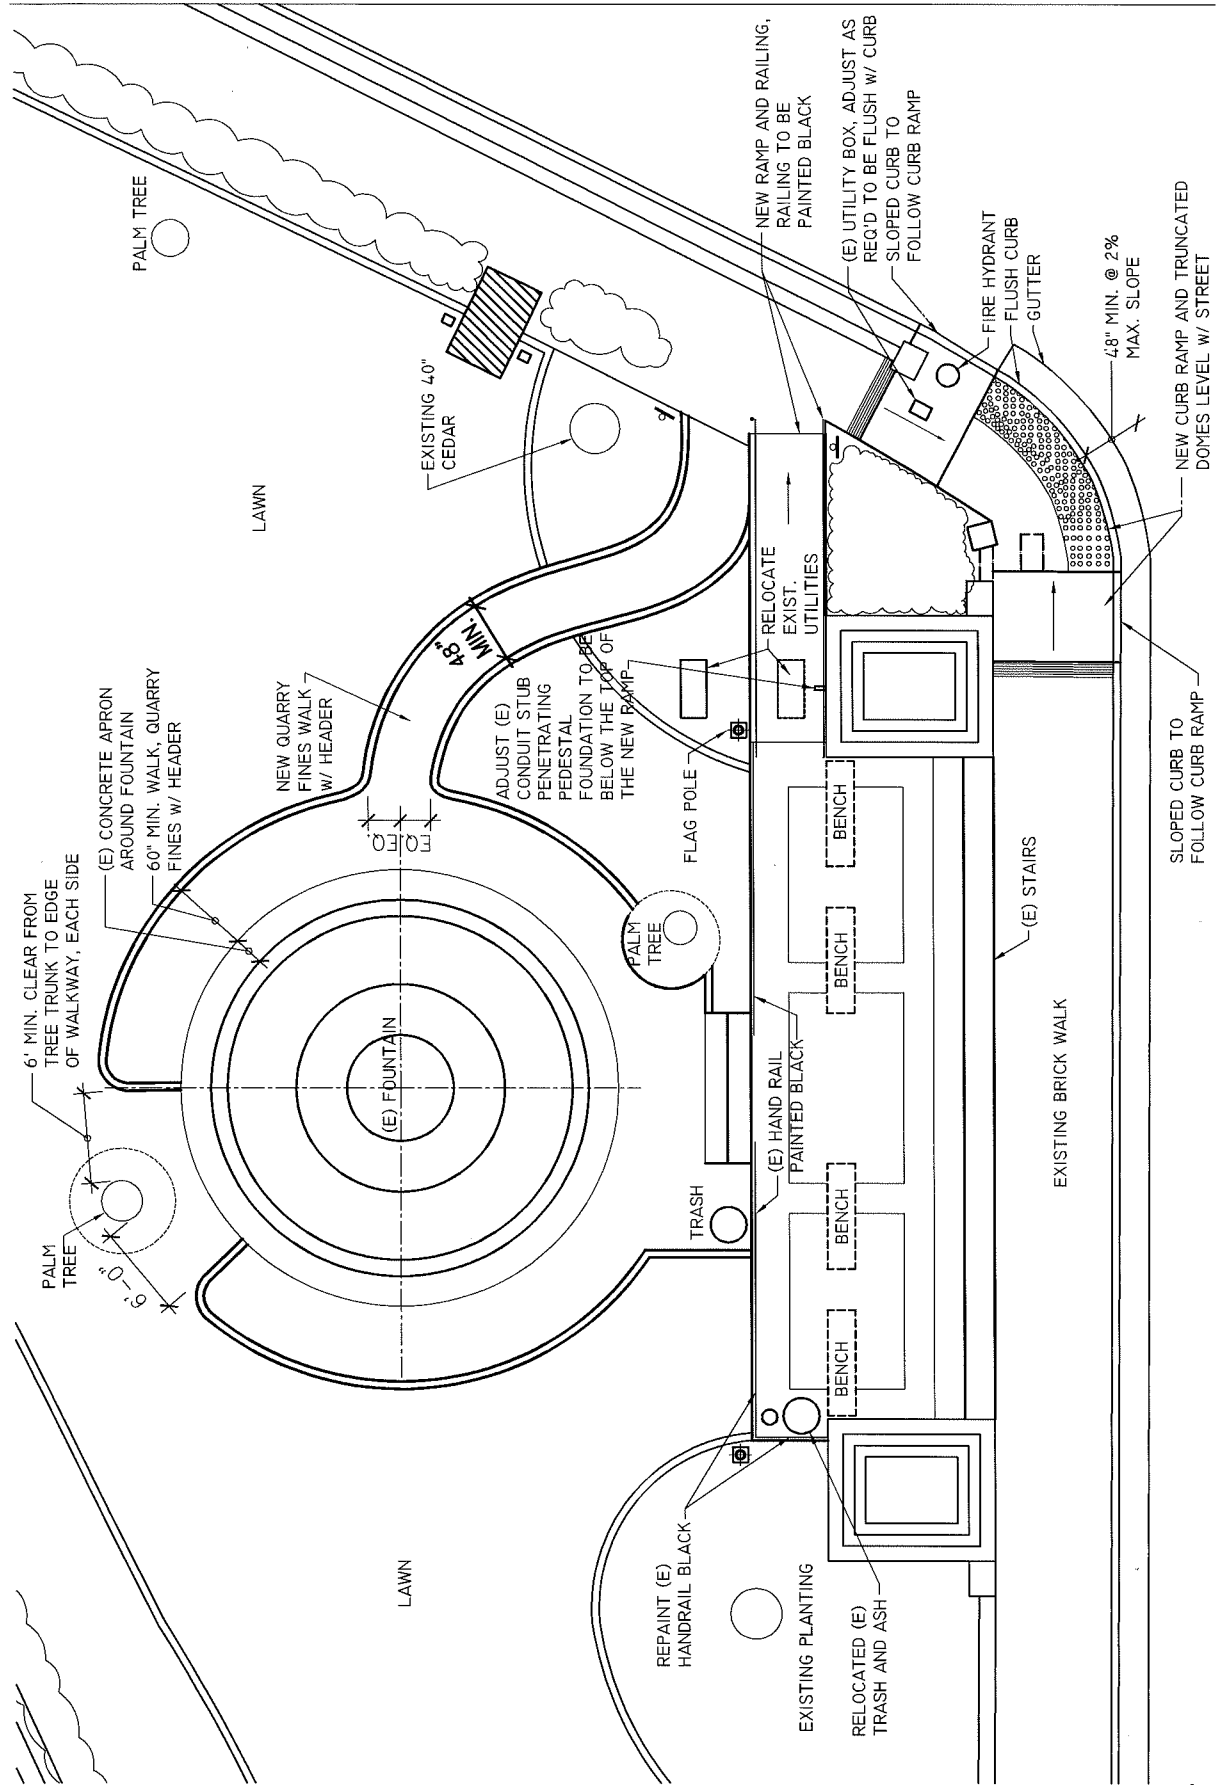 6' MIN. CLEAR FROM
TREE TRUNK TO EDGE
OF WALKWAY, EACH SIDE
(E) CONCRETE APRON
AROUND FOUNTAIN
60" MIN. WALK, QUARRY
FINES W/ HEADER
PALM
TREE
6'-0"
NEW QUARRY
FINES WALK
W/ HEADER
48"
MIN.
LAWN
PALM TREE
EXISTING 40"
CEDAR
EQ.
EQ.
(E) FOUNTAIN
ADJUST (E)
CONDUIT STUB
PENETRATING
PEDESTAL
FOUNDATION TO BE
BELOW THE TOP OF
THE NEW RAMP
PALM
TREE
FLAG POLE
RELOCATE
EXIST.
UTILITIES
NEW RAMP AND RAILING,
RAILING TO BE
PAINTED BLACK
(E) UTILITY BOX, ADJUST AS
REQ'D TO BE FLUSH W/ CURB
SLOPED CURB TO
FOLLOW CURB RAMP
FIRE HYDRANT
FLUSH CURB
GUTTER
48" MIN. @ 2%
MAX. SLOPE
NEW CURB RAMP AND TRUNCATED
DOMES LEVEL W/ STREET
LAWN
TRASH
(E) HAND RAIL
PAINTED BLACK
BENCH
BENCH
BENCH
BENCH
REPAINT (E)
HANDRAIL BLACK
EXISTING PLANTING
RELOCATED (E)
TRASH AND ASH
(E) STAIRS
EXISTING BRICK WALK
SLOPED CURB TO
FOLLOW CURB RAMP